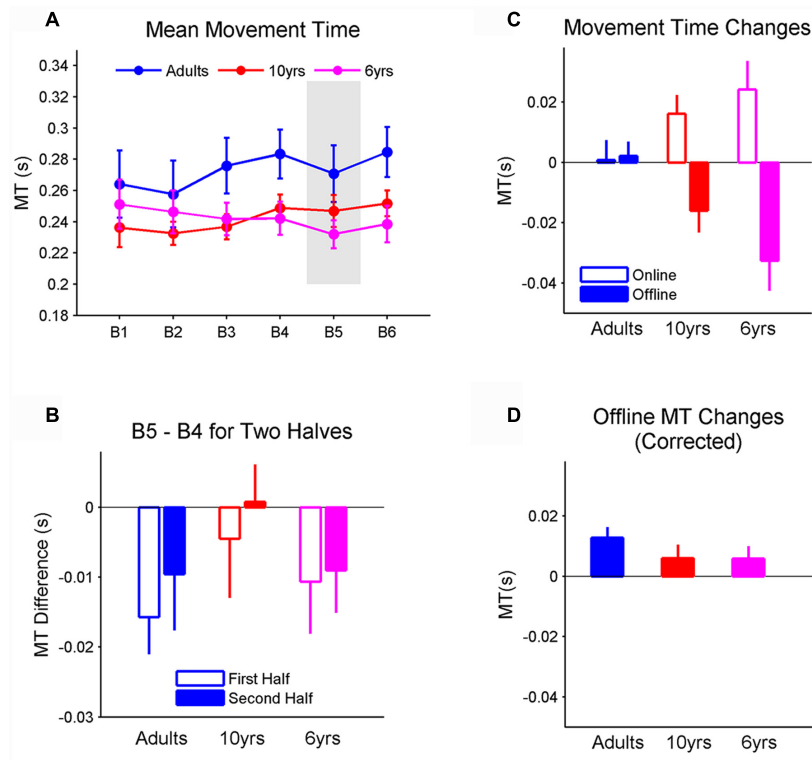 A
Mean Movement Time
Adults 10yrs 6yrs
MT (s)
0.34
0.32
0.3
0.28
0.26
0.24
0.22
0.2
0.18
B1 B2 B3 B4 B5 B6
C
Movement Time Changes
MT(s)
0.02
0
-0.02
-0.04
Online
Offline
Adults 10yrs 6yrs
B
B5 - B4 for Two Halves
MT Difference (s)
0
-0.01
-0.02
-0.03
First Half
Second Half
Adults 10yrs 6yrs
D
Offline MT Changes
(Corrected)
MT(s)
0.02
0
-0.02
-0.04
Adults 10yrs 6yrs